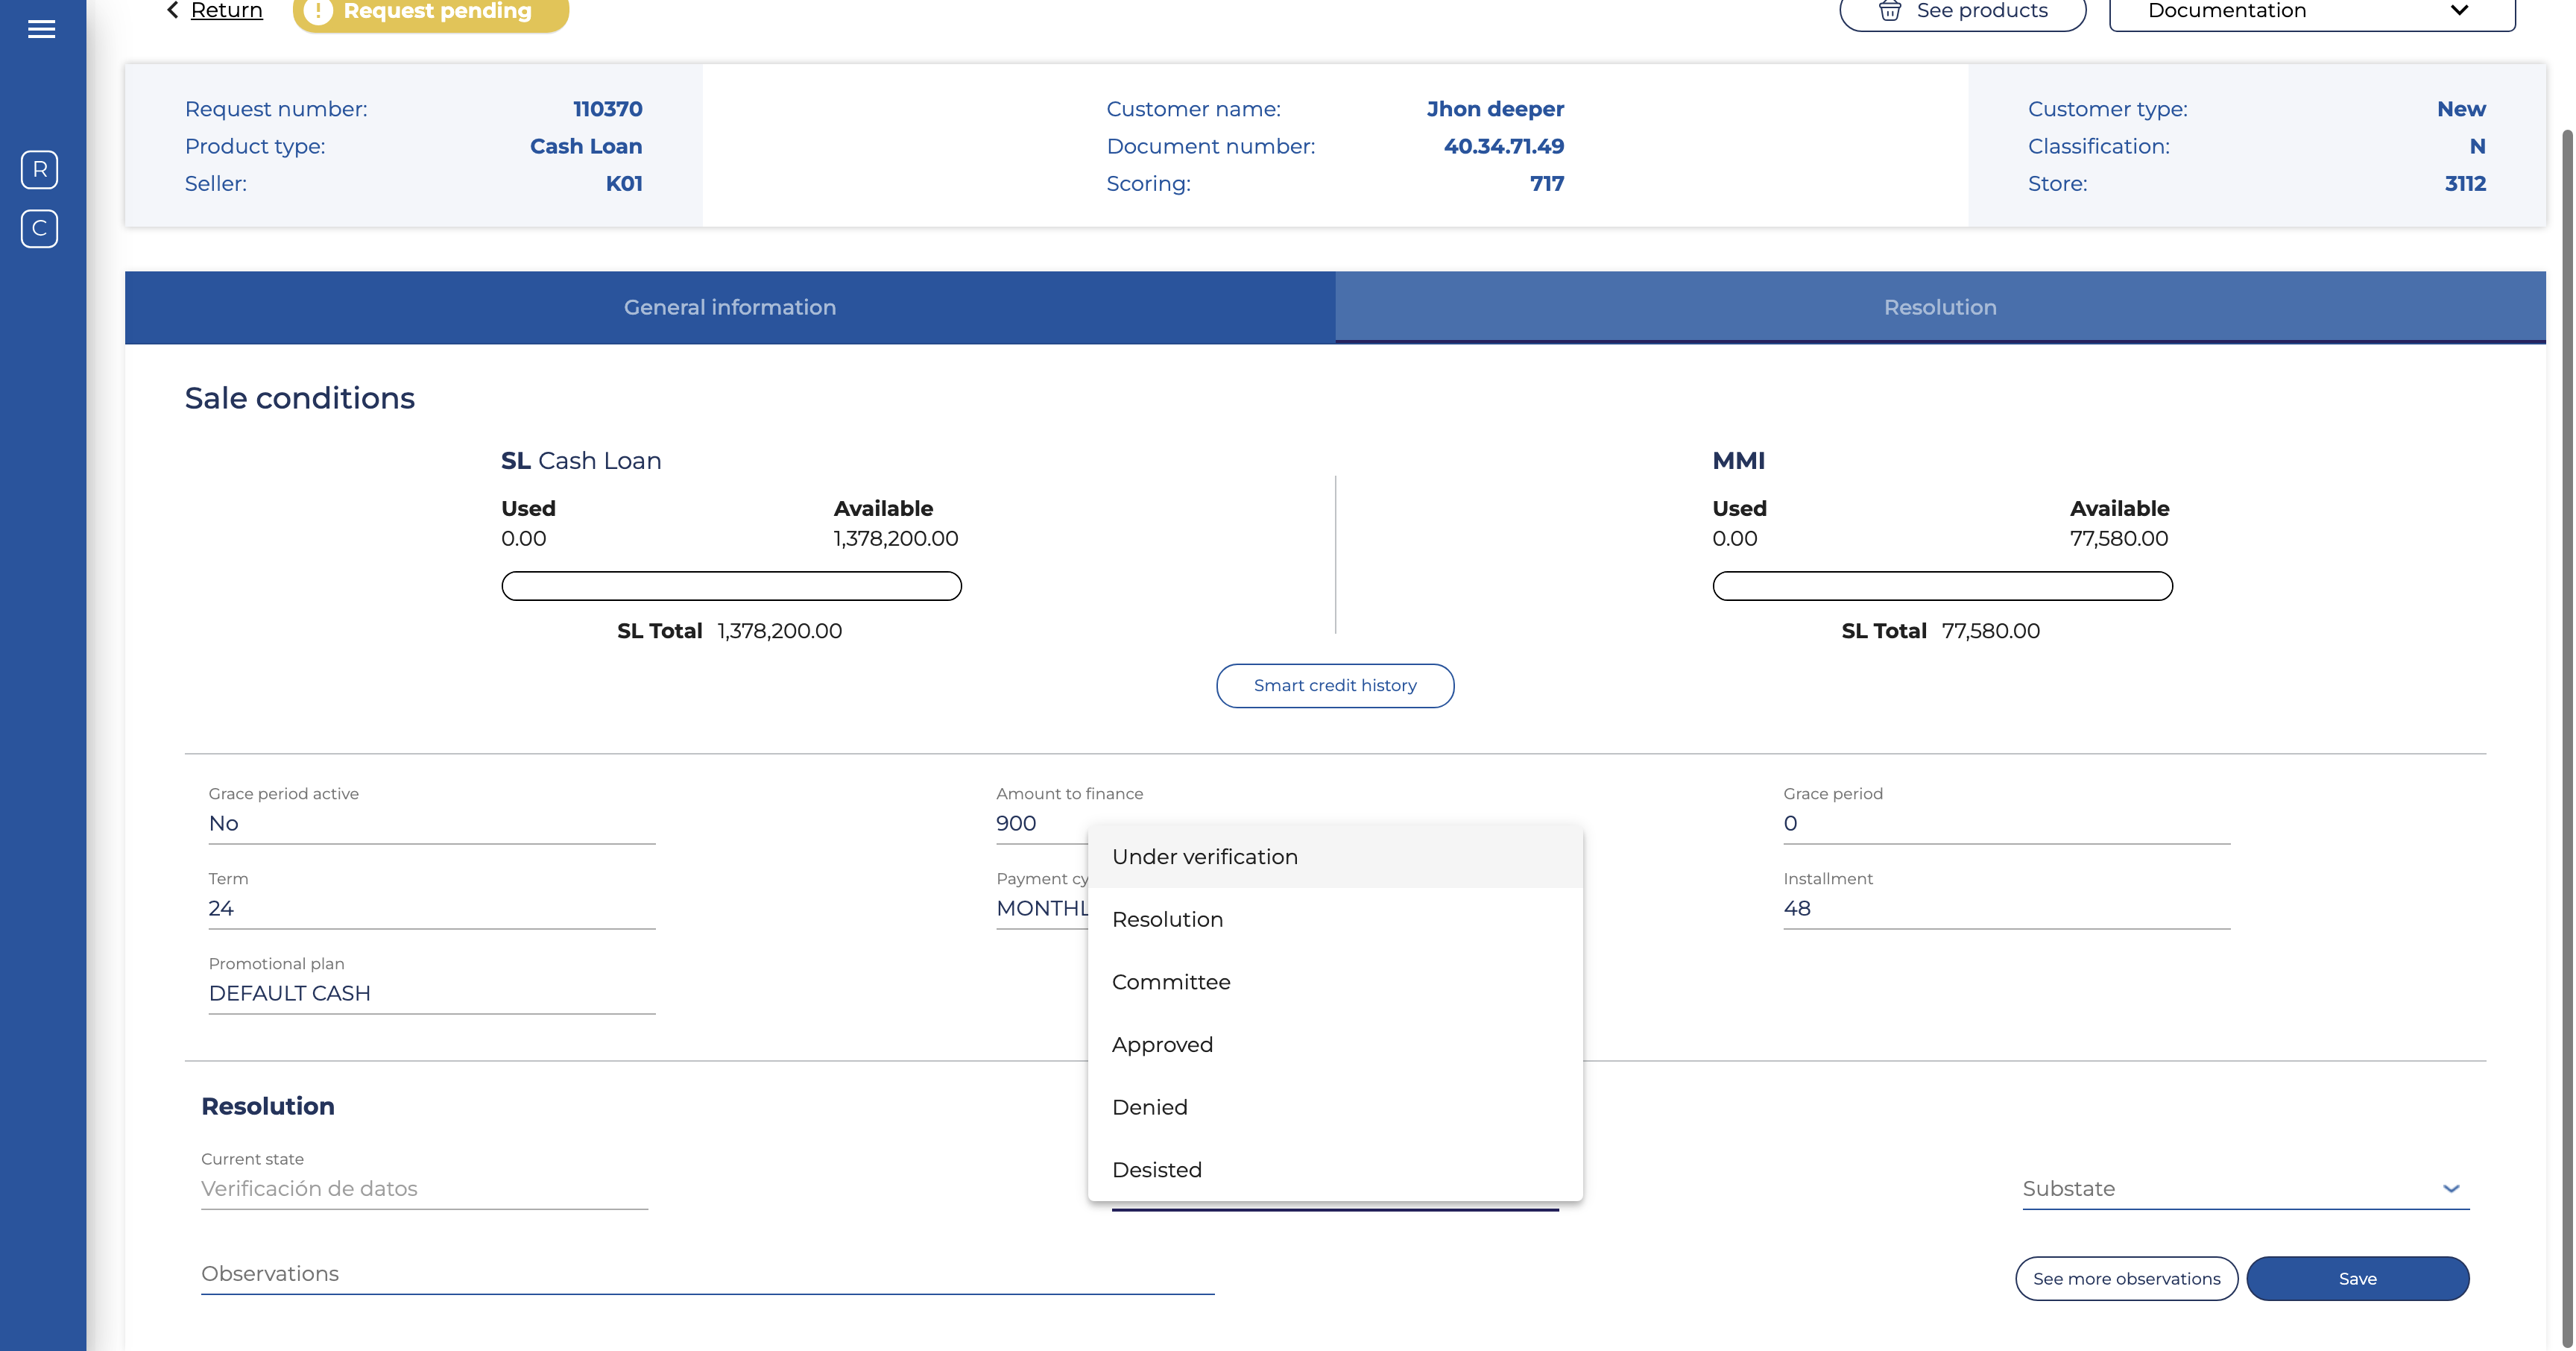 Return
Request pending
See products
Documentation
R
C
Request number: 110370
Product type: Cash Loan
Seller: K01
Customer name: Jhon deeper
Document number: 40.34.71.49
Scoring: 717
Customer type: New
Classification: N
Store: 3112
General information
Resolution
Sale conditions
SL Cash Loan
Used Available
0.00 1,378,200.00
SL Total 1,378,200.00
MMI
Used Available
0.00 77,580.00
SL Total 77,580.00
Smart credit history
Grace period active
No
Amount to finance
900
Grace period
0
Term
24
Payment cy
MONTHL
Installment
48
Promotional plan
DEFAULT CASH
Under verification
Resolution
Committee
Approved
Denied
Desisted
Resolution
Current state
Verificación de datos
Substate
Observations
See more observations
Save